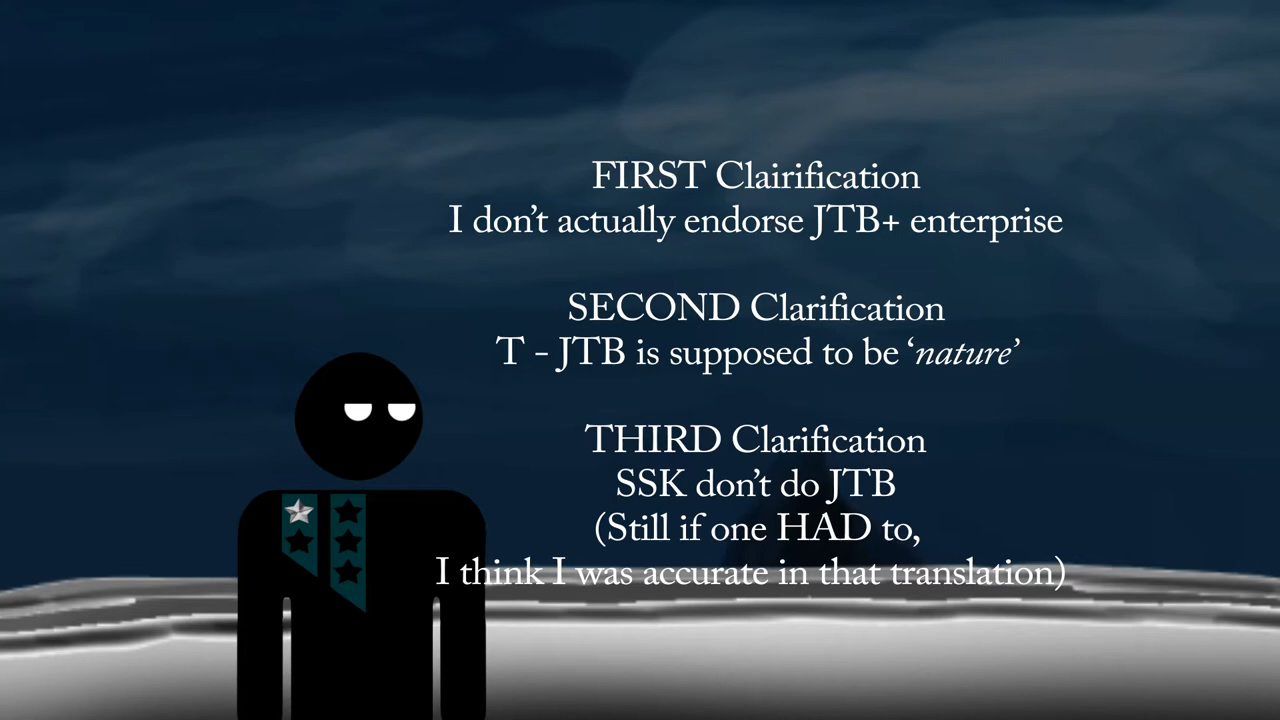 FIRST Clairification
I don’t actually endorse JTB+ enterprise
SECOND Clarification
T - JTB is supposed to be ‘nature’
THIRD Clarification
SSK don’t do JTB
(Still if one HAD to,
I think I was accurate in that translation)